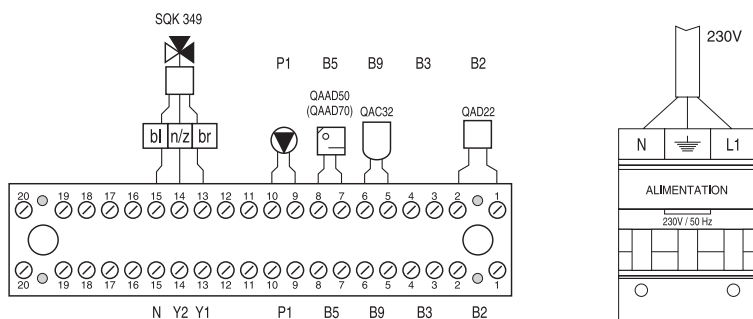 SQK 349
P1 B5 B9 B3 B2
QAAD50
(QAAD70)
QAC32
QAD22
bl n/z br
20 19 18 17 16 15 14 13 12 11 10 9 8 7 6 5 4 3 2 1
20 19 18 17 16 15 14 13 12 11 10 9 8 7 6 5 4 3 2 1
N Y2 Y1 P1 B5 B9 B3 B2
230V
N L1
ALIMENTATION
230V / 50 Hz